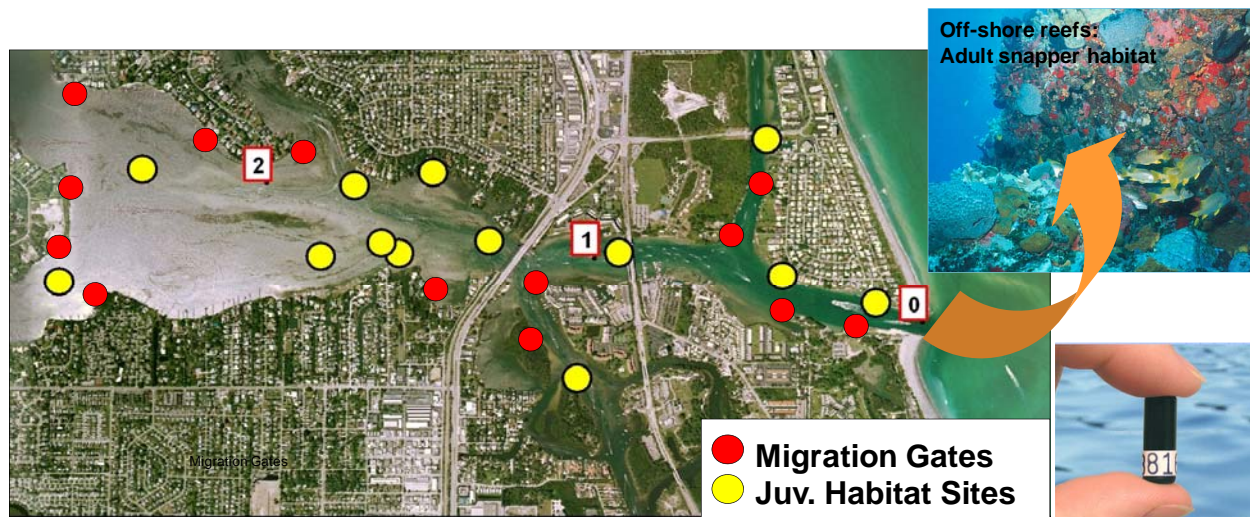 Off-shore reefs:
Adult snapper habitat
2
1
0
Migration Gates
Migration Gates
Juv. Habitat Sites
81